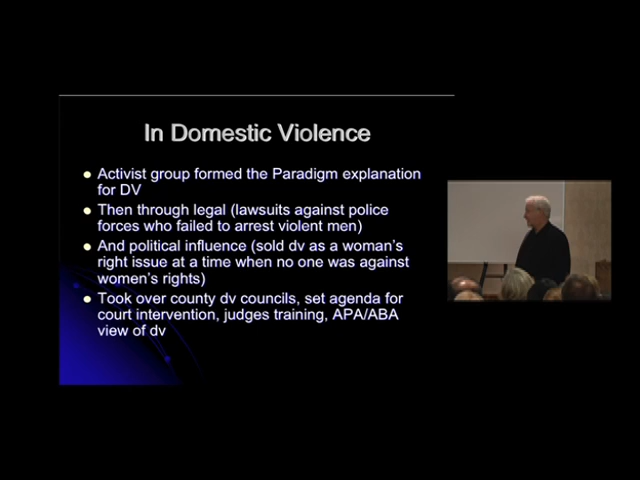 In Domestic Violence
Activist group formed the Paradigm explanation
for DV
Then through legal (lawsuits against police
forces who failed to arrest violent men)
And political influence (sold dv as a woman's
right issue at a time when no one was against
women's rights)
Took over county dv councils, set agenda for
court intervention, judges training, APA/ABA
view of dv